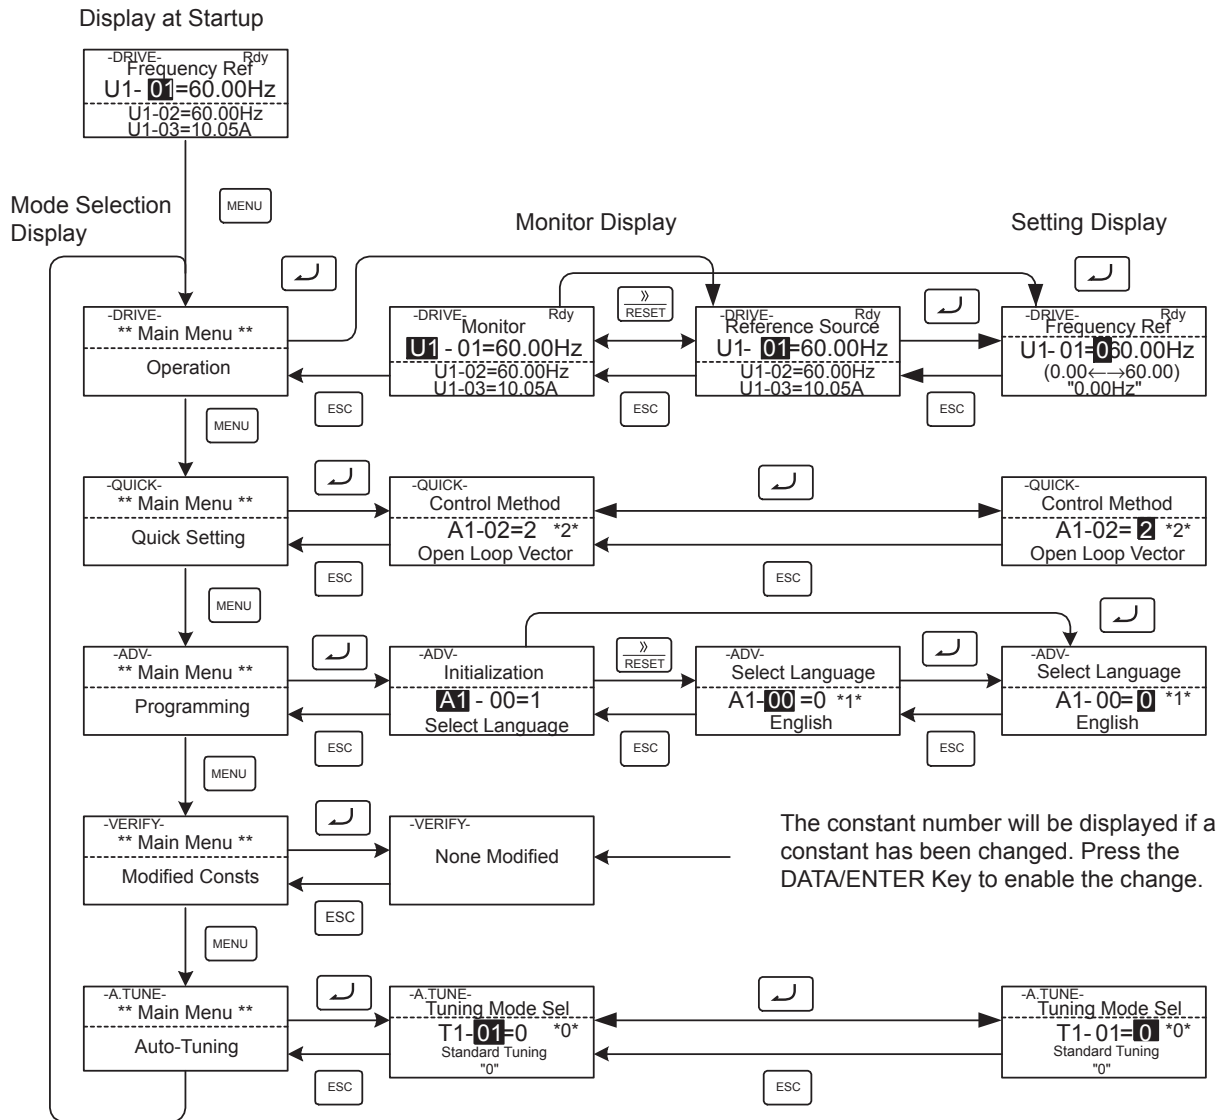 Display at Startup
-DRIVE- Rdy
Frequency Ref
U1- 01=60.00Hz
U1-02=60.00Hz
U1-03=10.05A
MENU
Mode Selection
Display
Monitor Display
Setting Display
-DRIVE-
** Main Menu **
Operation
-DRIVE- Rdy
Monitor
U1 - 01=60.00Hz
U1-02=60.00Hz
U1-03=10.05A
»
RESET
-DRIVE- Rdy
Reference Source
U1- 01=60.00Hz
U1-02=60.00Hz
U1-03=10.05A
-DRIVE- Rdy
Frequency Ref
U1- 01=060.00Hz
(0.00←→60.00)
"0.00Hz"
MENU
ESC
ESC
ESC
-QUICK-
** Main Menu **
Quick Setting
-QUICK-
Control Method
A1-02=2 *2*
Open Loop Vector
-QUICK-
Control Method
A1-02= 2 *2*
Open Loop Vector
MENU
ESC
ESC
-ADV-
** Main Menu **
Programming
-ADV-
Initialization
A1 - 00=1
Select Language
»
RESET
-ADV-
Select Language
A1-00 =0 *1*
English
-ADV-
Select Language
A1- 00= 0 *1*
English
MENU
ESC
ESC
ESC
-VERIFY-
** Main Menu **
Modified Consts
-VERIFY-
None Modified
The constant number will be displayed if a
constant has been changed. Press the
DATA/ENTER Key to enable the change.
MENU
ESC
-A.TUNE-
** Main Menu **
Auto-Tuning
-A.TUNE-
Tuning Mode Sel
T1-01=0 *0*
Standard Tuning
"0"
-A.TUNE-
Tuning Mode Sel
T1- 01= 0 *0*
Standard Tuning
"0"
ESC
ESC